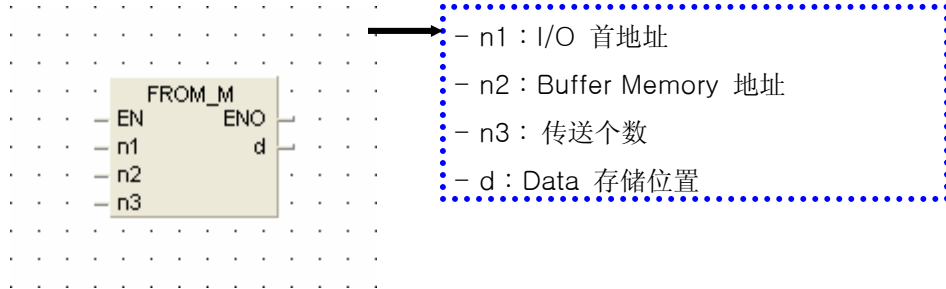 FROM_M
EN ENO
n1 d
n2
n3
- n1 : I/O 首地址
- n2 : Buffer Memory 地址
- n3 : 传送个数
- d : Data 存储位置